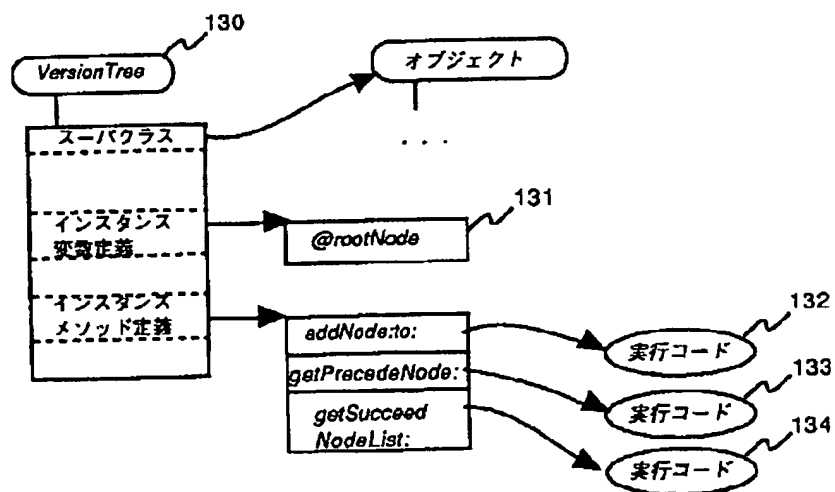 130
VersionTree
オブジェクト
スーパクラス
. . .
131
インスタンス
変数定義
@rootNode
インスタンス
メソッド定義
addNode:to:
132
実行コード
getPrecedeNode:
133
実行コード
getSucceed
NodeList:
134
実行コード